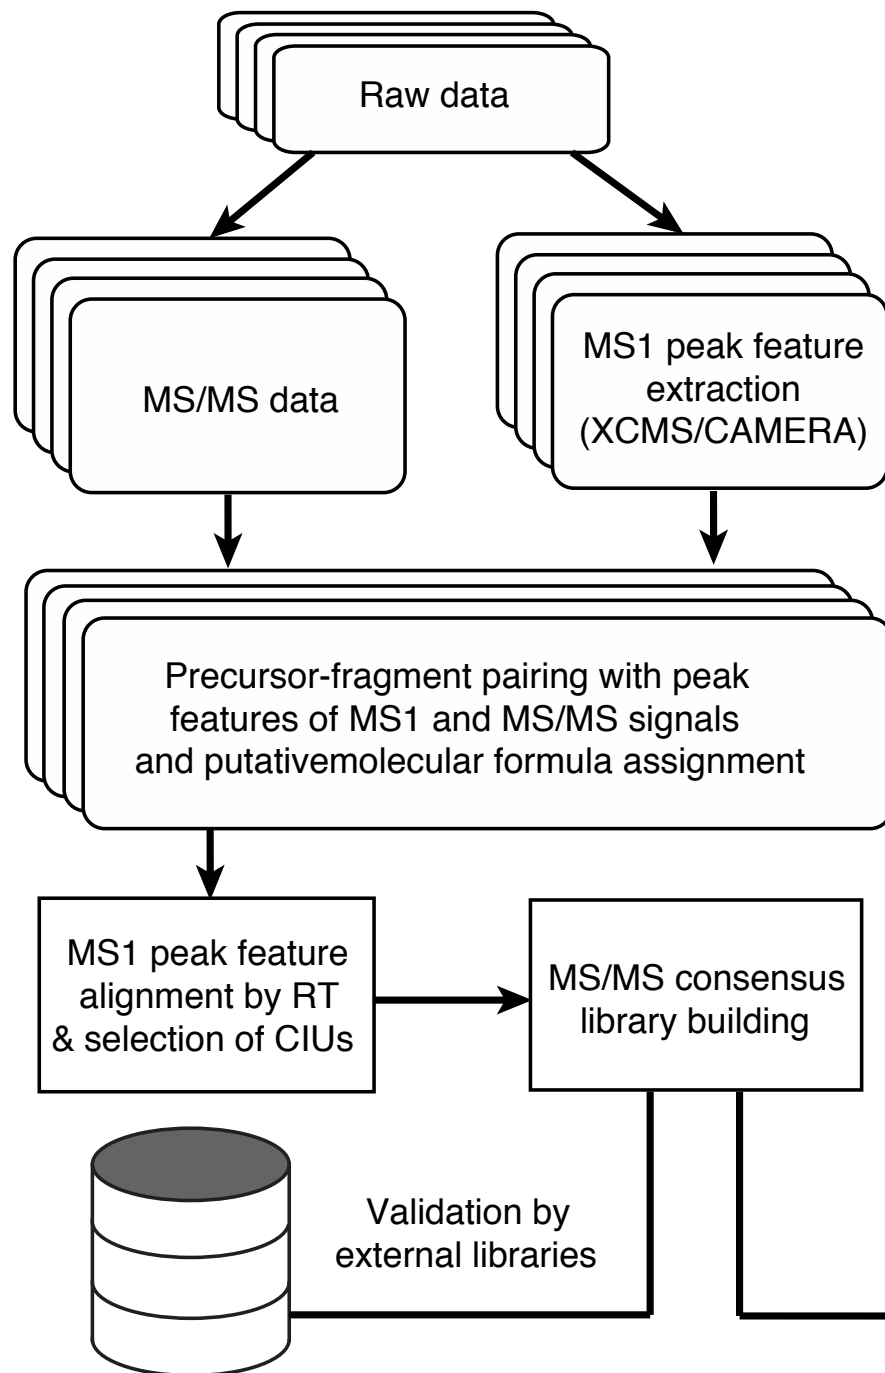 Raw data
MS/MS data
MS1 peak feature
extraction
(XCMS/CAMERA)
Precursor-fragment pairing with peak
features of MS1 and MS/MS signals
and putativemolecular formula assignment
MS1 peak feature
alignment by RT
& selection of CIUs
MS/MS consensus
library building
Validation by
external libraries